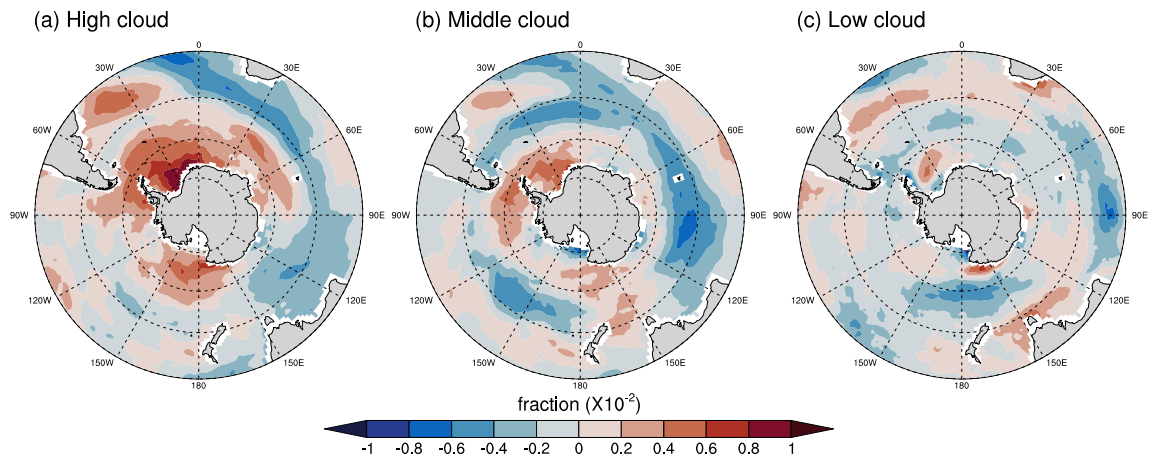 (a) High cloud
(b) Middle cloud
(c) Low cloud
0
30E
60E
90E
120E
150E
180
150W
120W
90W
60W
30W
0
30E
60E
90E
120E
150E
180
150W
120W
90W
60W
30W
0
30E
60E
90E
120E
150E
180
150W
120W
90W
60W
30W
fraction (X10-2)
-1 -0.8 -0.6 -0.4 -0.2 0 0.2 0.4 0.6 0.8 1